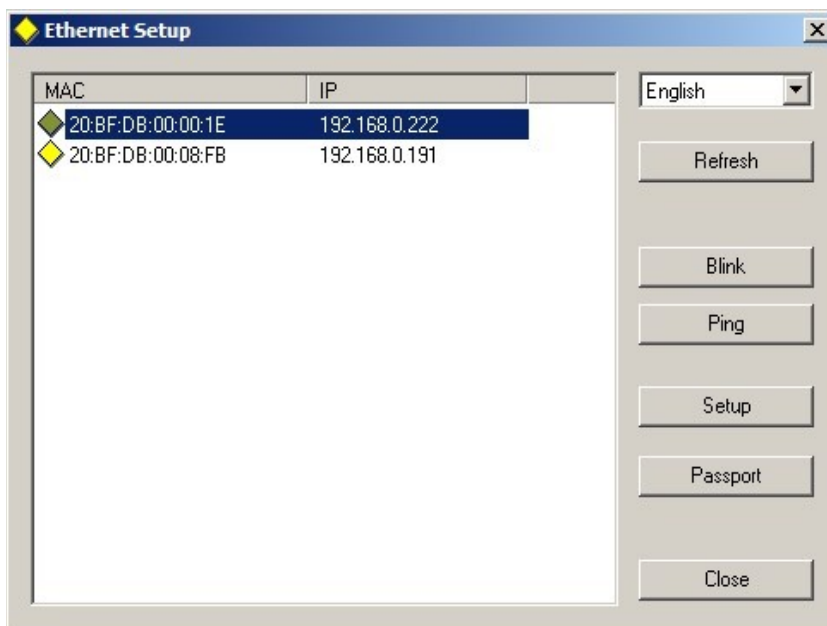 Ethernet Setup
MAC IP
20:BF:DB:00:00:1E 192.168.0.222
20:BF:DB:00:08:FB 192.168.0.191
English
Refresh
Blink
Ping
Setup
Passport
Close